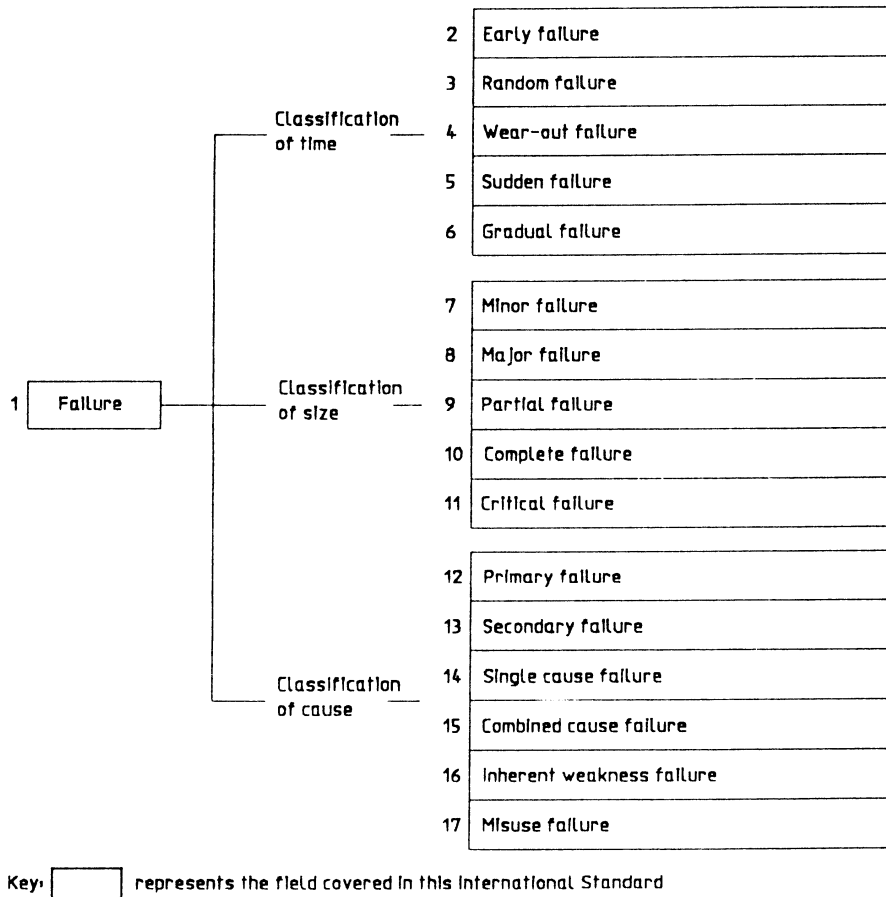 2 Early failure
3 Random failure
Classification
of time
4 Wear-out failure
5 Sudden failure
6 Gradual failure
7 Minor failure
8 Major failure
1 Failure
Classification
of size
9 Partial failure
10 Complete failure
11 Critical failure
12 Primary failure
13 Secondary failure
Classification
of cause
14 Single cause failure
15 Combined cause failure
16 Inherent weakness failure
17 Misuse failure
Key: represents the field covered in this International Standard